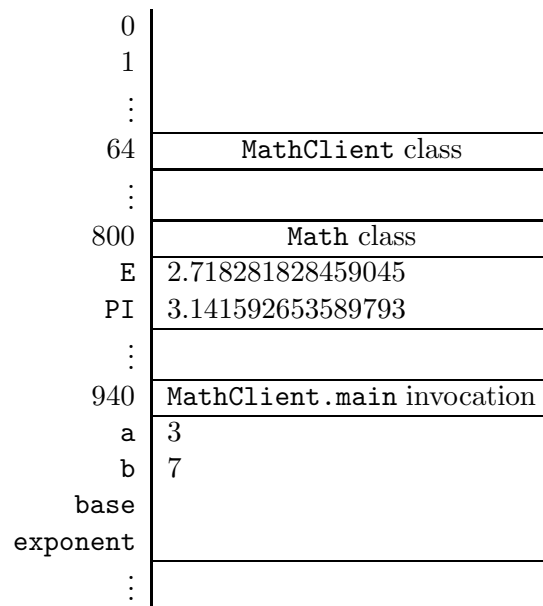 0
1
⋮
64 MathClient class
⋮
800 Math class
E 2.718281828459045
PI 3.141592653589793
⋮
940 MathClient.main invocation
a 3
b 7
base
exponent
⋮